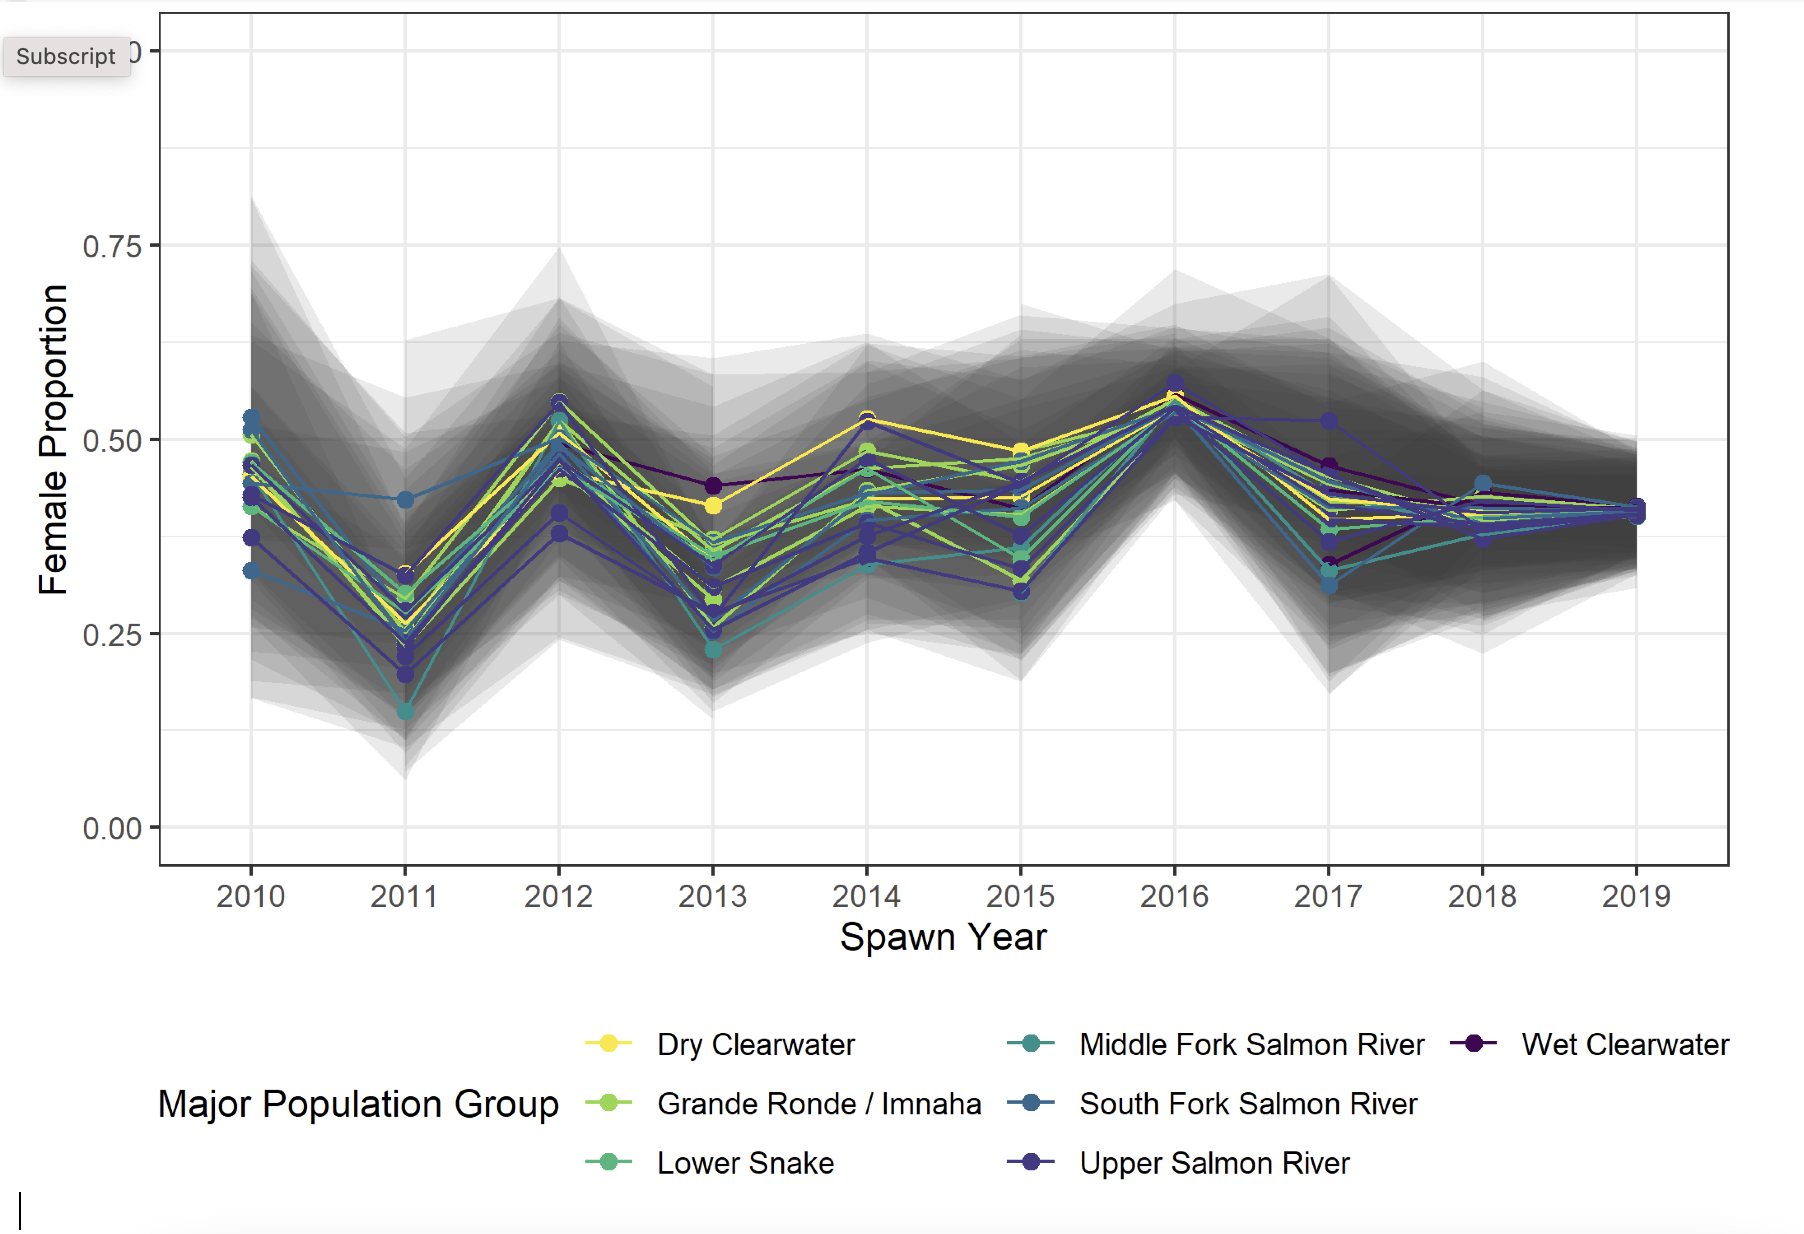 Subscript
0
0.75
0.50
0.25
0.00
Female Proportion
2010 2011 2012 2013 2014 2015 2016 2017 2018 2019
Spawn Year
Major Population Group
Dry Clearwater
Grande Ronde / Imnaha
Lower Snake
Middle Fork Salmon River
South Fork Salmon River
Upper Salmon River
Wet Clearwater